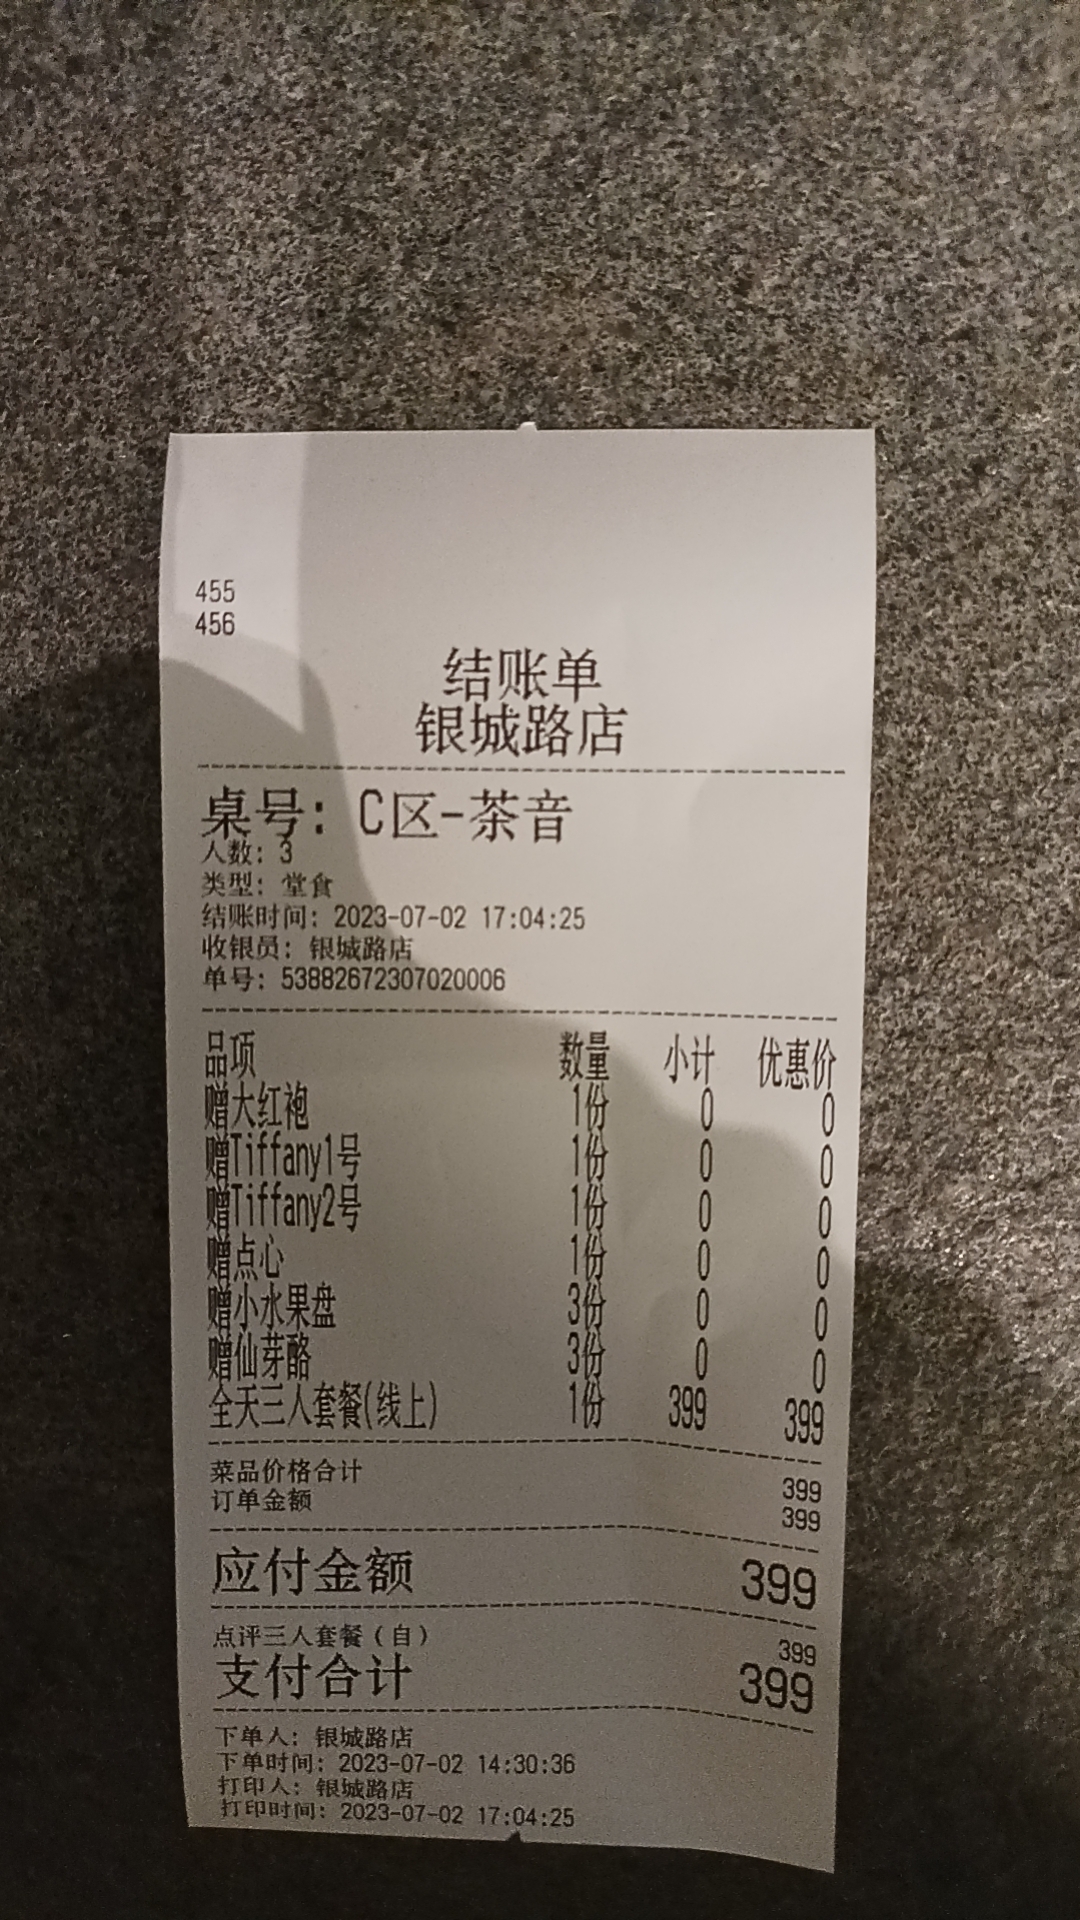 455
456
结账单
银城路店
桌号: C区-茶音
人数: 3
类型: 堂食
结账时间: 2023-07-02 17:04:25
收银员: 银城路店
单号: 53882672307020006
品项 数量 小计 优惠价
赠大红袍 1份 0 0
赠Tiffany1号 1份 0 0
赠Tiffany2号 1份 0 0
赠点心 1份 0 0
赠小水果盘 3份 0 0
赠仙芽酪 3份 0 0
全天三人套餐(线上) 1份 399 399
菜品价格合计 399
订单金额 399
应付金额 399
点评三人套餐(自) 399
支付合计 399
下单人: 银城路店
下单时间: 2023-07-02 14:30:36
打印人: 银城路店
打印时间: 2023-07-02 17:04:25